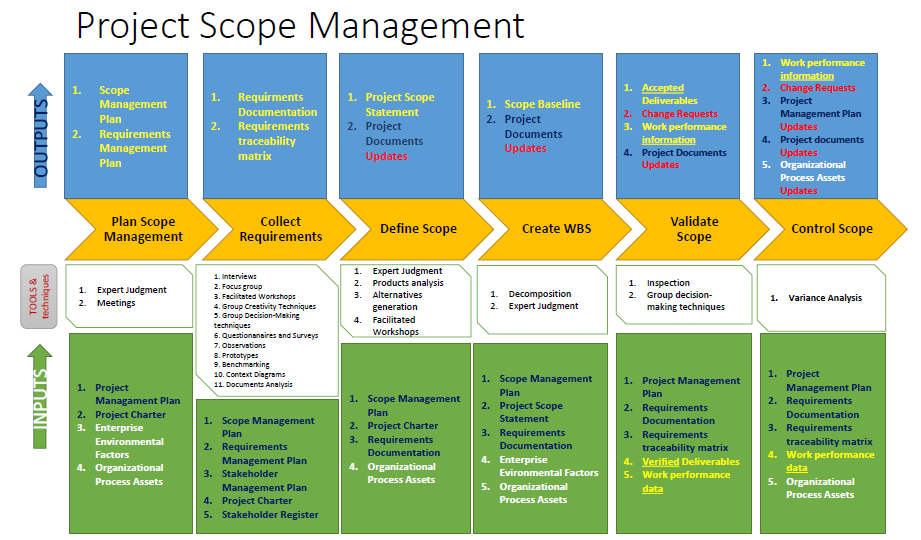 Project Scope Management
OUTPUTS
1. Scope
Management
Plan
2. Requirements
Management
Plan
1. Requirments
Documentation
2. Requirements
traceability
matrix
1. Project Scope
Statement
2. Project
Documents
Updates
1. Scope Baseline
2. Project
Documents
Updates
1. Accepted
Deliverables
2. Change Requests
3. Work performance
information
4. Project Documents
Updates
1. Work performance
information
2. Change Requests
3. Project
Management Plan
Updates
4. Project documents
Updates
5. Organizational
Process Assets
Updates
Plan Scope
Management
Collect
Requirements
Define Scope
Create WBS
Validate
Scope
Control Scope
TOOLS &
techniques
1. Expert Judgment
2. Meetings
1. Interviews
2. Focus group
3. Facilitated Workshops
4. Group Creativity Techniques
5. Group Decision-Making
techniques
6. Questionanaires and Surveys
7. Observations
8. Prototypes
9. Benchmarking
10. Context Diagrams
11. Documents Analysis
1. Expert Judgment
2. Products analysis
3. Alternatives
generation
4. Facilitated
Workshops
1. Decomposition
2. Expert Judgment
1. Inspection
2. Group decision-
making techniques
1. Variance Analysis
INPUTS
1. Project
Managament Plan
2. Project Charter
3. Enterprise
Environmental
Factors
4. Organizational
Process Assets
1. Scope Management
Plan
2. Requirements
Management Plan
3. Stakeholder
Management Plan
4. Project Charter
5. Stakeholder Register
1. Scope Management
Plan
2. Project Charter
3. Requirements
Documentation
4. Organizational
Process Assets
1. Scope Management
Plan
2. Project Scope
Statement
3. Requirements
Documentation
4. Enterprise
Evironmental Factors
5. Organizational
Process Assets
1. Project Management
Plan
2. Requirements
Documentation
3. Requirements
traceability matrix
4. Verified Deliverables
5. Work performance
data
1. Project
Management Plan
2. Requirements
Documentation
3. Requirements
traceability matrix
4. Work performance
data
5. Organizational
Process Assets